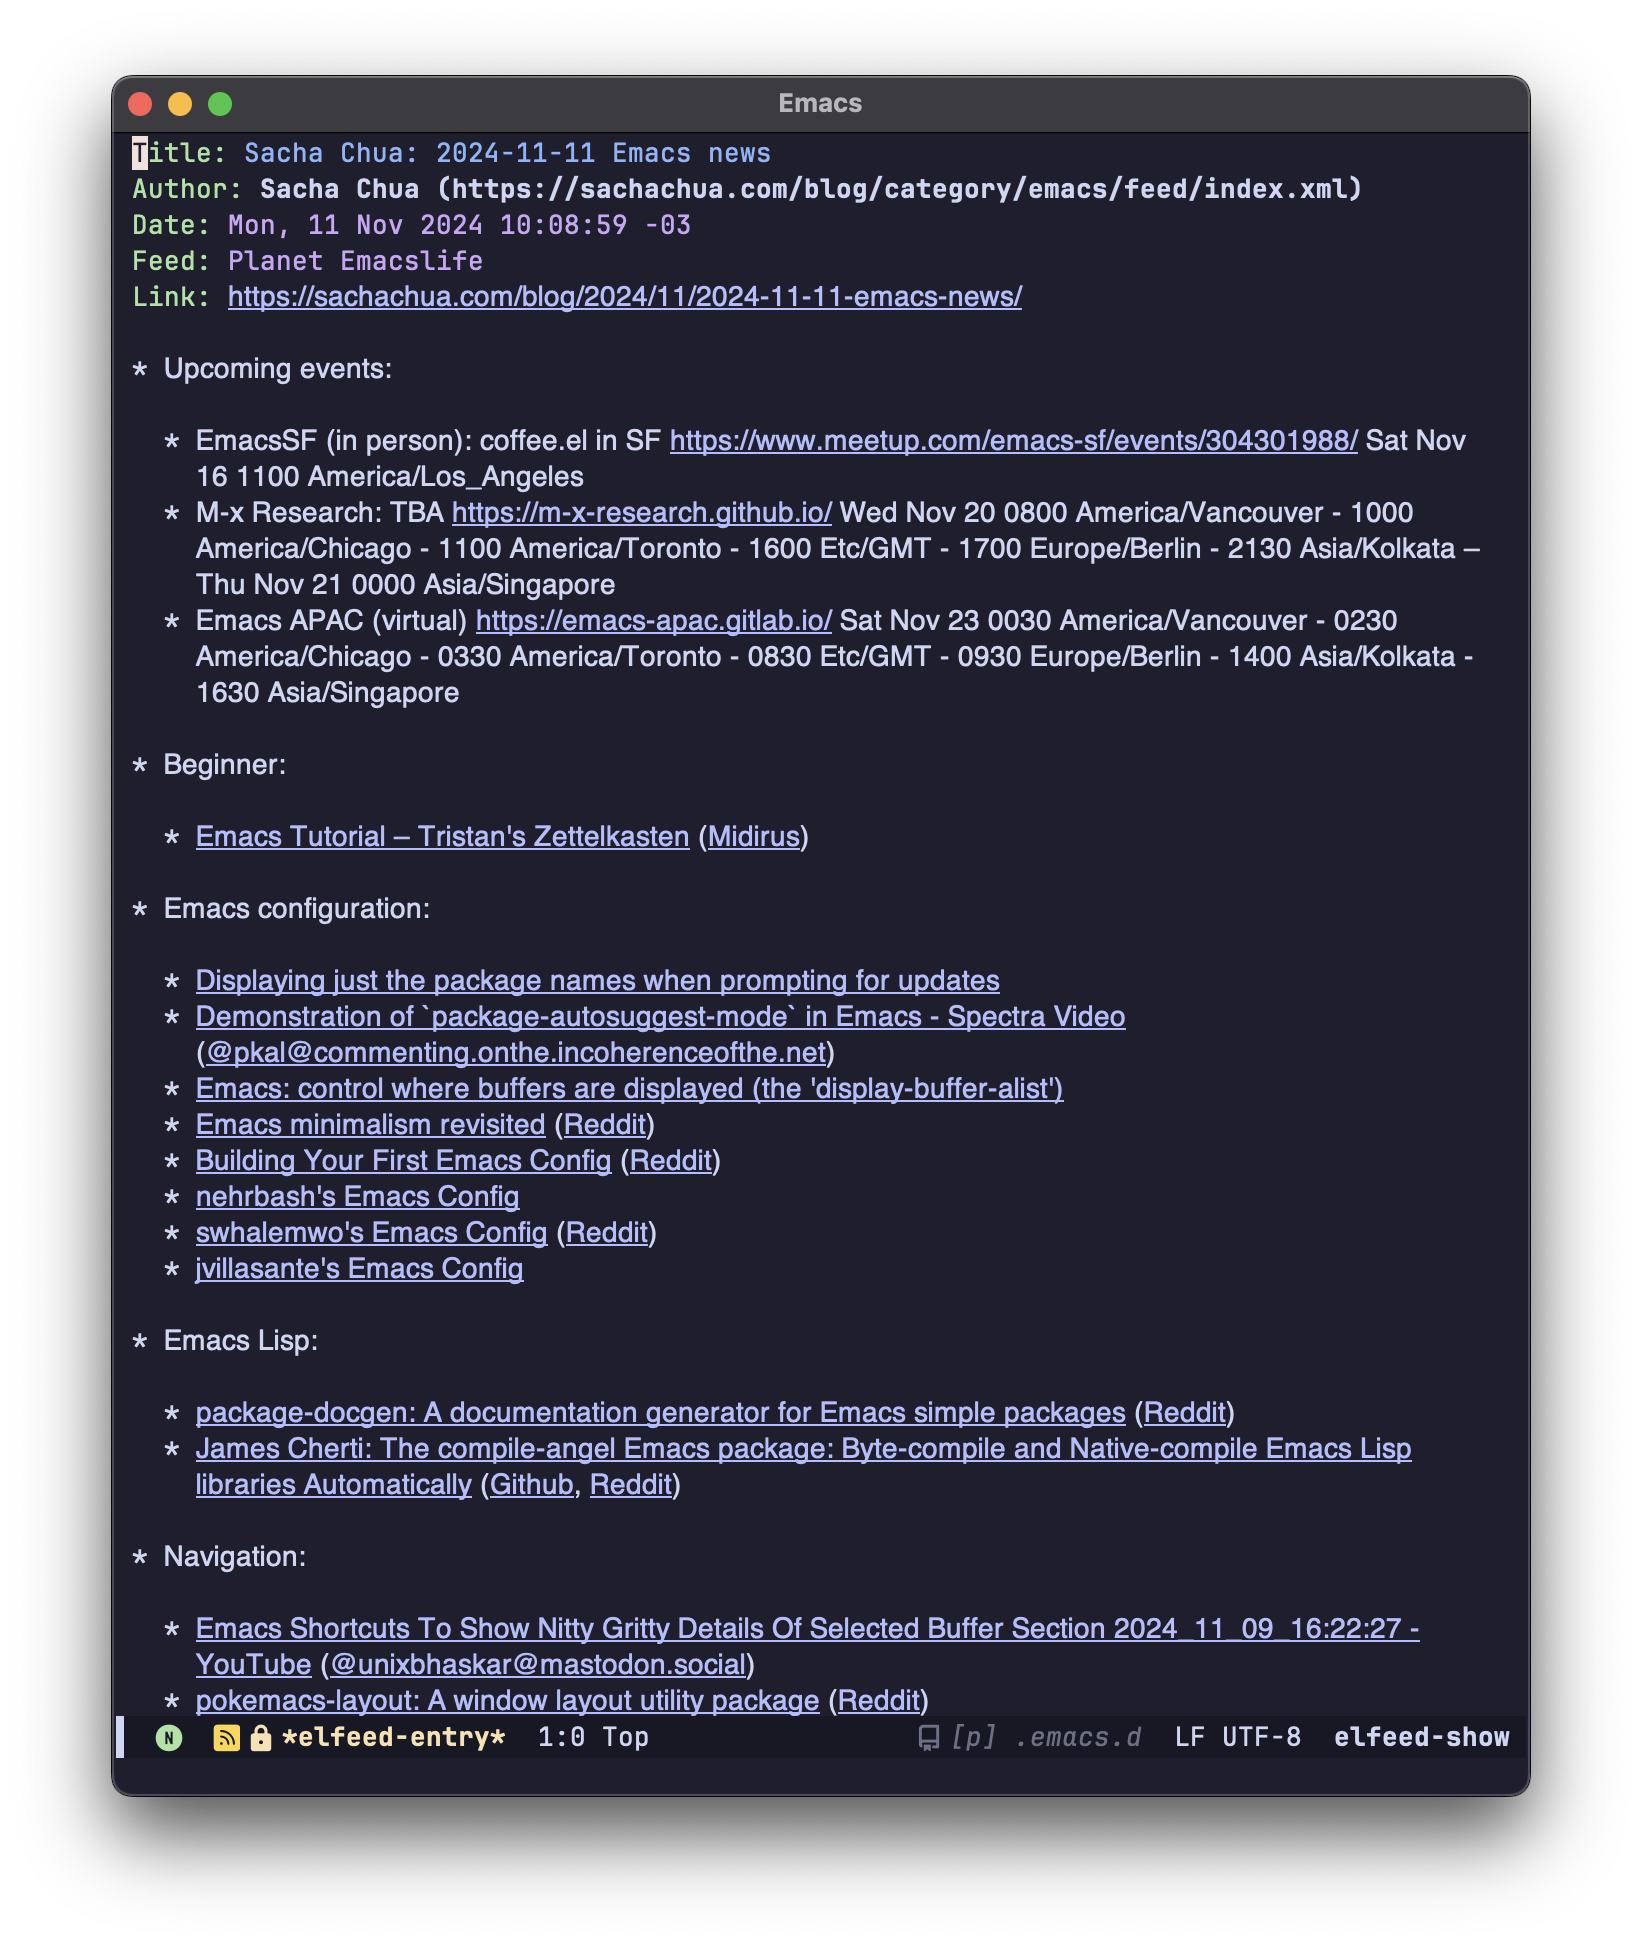 Emacs
Title: Sacha Chua: 2024-11-11 Emacs news
Author: Sacha Chua (https://sachachua.com/blog/category/emacs/feed/index.xml)
Date: Mon, 11 Nov 2024 10:08:59 -03
Feed: Planet Emacslife
Link: https://sachachua.com/blog/2024/11/2024-11-11-emacs-news/
* Upcoming events:
* EmacsSF (in person): coffee.el in SF https://www.meetup.com/emacs-sf/events/304301988/ Sat Nov
16 1100 America/Los_Angeles
* M-x Research: TBA https://m-x-research.github.io/ Wed Nov 20 0800 America/Vancouver - 1000
America/Chicago - 1100 America/Toronto - 1600 Etc/GMT - 1700 Europe/Berlin - 2130 Asia/Kolkata –
Thu Nov 21 0000 Asia/Singapore
* Emacs APAC (virtual) https://emacs-apac.gitlab.io/ Sat Nov 23 0030 America/Vancouver - 0230
America/Chicago - 0330 America/Toronto - 0830 Etc/GMT - 0930 Europe/Berlin - 1400 Asia/Kolkata -
1630 Asia/Singapore
* Beginner:
* Emacs Tutorial – Tristan's Zettelkasten (Midirus)
* Emacs configuration:
* Displaying just the package names when prompting for updates
* Demonstration of `package-autosuggest-mode` in Emacs - Spectra Video
(@pkal@commenting.onthe.incoherenceofthe.net)
* Emacs: control where buffers are displayed (the 'display-buffer-alist')
* Emacs minimalism revisited (Reddit)
* Building Your First Emacs Config (Reddit)
* nehrbash's Emacs Config
* swhalemwo's Emacs Config (Reddit)
* jvillasante's Emacs Config
* Emacs Lisp:
* package-docgen: A documentation generator for Emacs simple packages (Reddit)
* James Cherti: The compile-angel Emacs package: Byte-compile and Native-compile Emacs Lisp
libraries Automatically (Github, Reddit)
* Navigation:
* Emacs Shortcuts To Show Nitty Gritty Details Of Selected Buffer Section 2024_11_09_16:22:27 -
YouTube (@unixbhaskar@mastodon.social)
* pokemacs-layout: A window layout utility package (Reddit)
N *elfeed-entry* 1:0 Top [p] .emacs.d LF UTF-8 elfeed-show